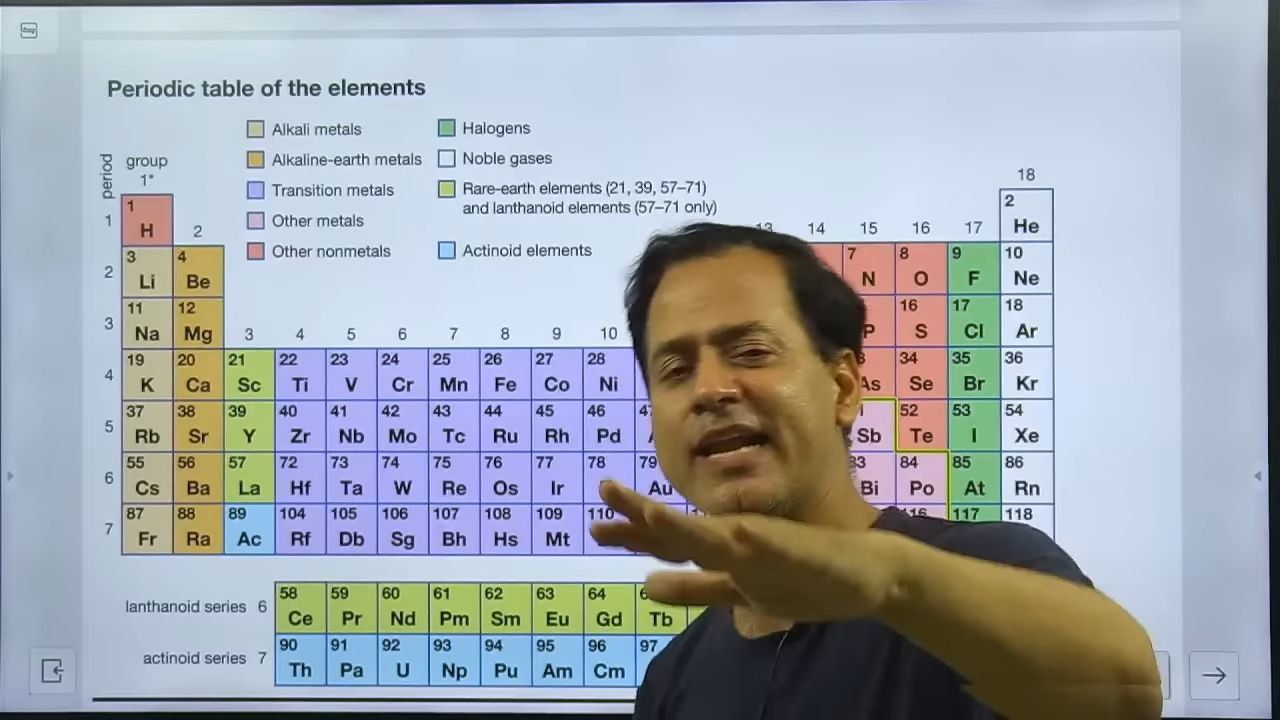 Periodic table of the elements
Alkali metals Halogens
Alkaline-earth metals Noble gases
Transition metals Rare-earth elements (21, 39, 57–71)
and lanthanoid elements (57–71 only)
Other metals
Other nonmetals Actinoid elements
period
group
1* 18
1 1 2
H 2 13 14 15 16 17 He
2 3 4 7 8 9 10
Li Be N O F Ne
3 11 12 16 17 18
Na Mg 3 4 5 6 7 8 9 10 P S Cl Ar
4 19 20 21 22 23 24 25 26 27 28 34 35 36
K Ca Sc Ti V Cr Mn Fe Co Ni As Se Br Kr
5 37 38 39 40 41 42 43 44 45 46 52 53 54
Rb Sr Y Zr Nb Mo Tc Ru Rh Pd Sb Te I Xe
6 55 56 57 72 73 74 75 76 77 78 79 83 84 85 86
Cs Ba La Hf Ta W Re Os Ir Au Bi Po At Rn
7 87 88 89 104 105 106 107 108 109 110 116 117 118
Fr Ra Ac Rf Db Sg Bh Hs Mt
lanthanoid series 6 58 59 60 61 62 63 64
Ce Pr Nd Pm Sm Eu Gd Tb
actinoid series 7 90 91 92 93 94 95 96 97
Th Pa U Np Pu Am Cm